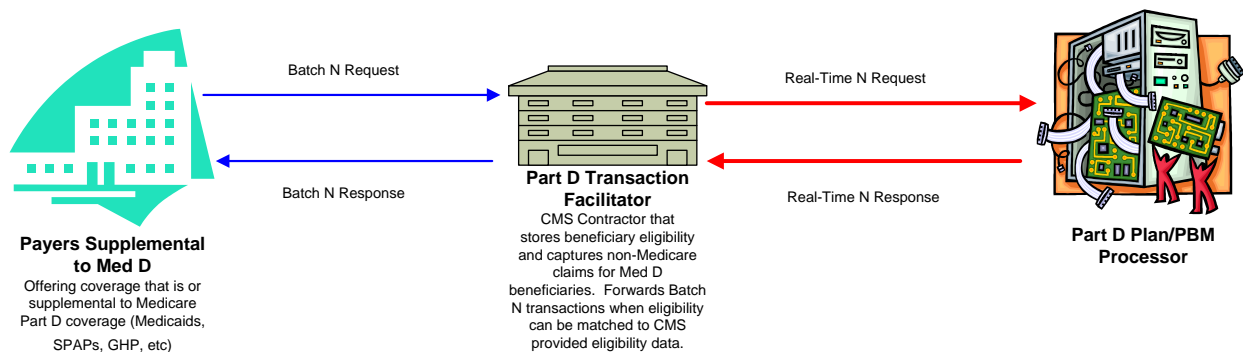 Batch N Request
Real-Time N Request
Batch N Response
Real-Time N Response
Payers Supplemental
to Med D
Offering coverage that is or
supplemental to Medicare
Part D coverage (Medicaids,
SPAPs, GHP, etc)
Part D Transaction
Facilitator
CMS Contractor that
stores beneficiary eligibility
and captures non-Medicare
claims for Med D
beneficiaries. Forwards Batch
N transactions when eligibility
can be matched to CMS
provided eligibility data.
Part D Plan/PBM
Processor